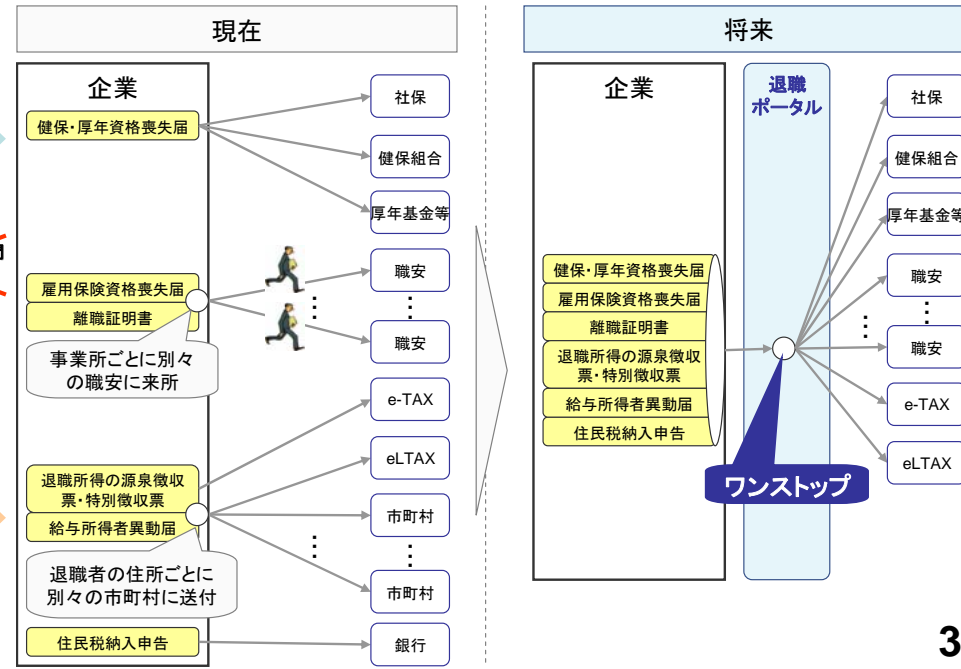 現在
企業
健保・厚年資格喪失届
雇用保険資格喪失届
離職証明書
事業所ごとに別々
の職安に来所
退職所得の源泉徴収
票・特別徴収票
給与所得者異動届
退職者の住所ごとに
別々の市町村に送付
住民税納入申告
社保
健保組合
厚年基金等
職安
⋮
⋮
職安
e-TAX
eLTAX
市町村
⋮
⋮
市町村
銀行
将来
企業
健保・厚年資格喪失届
雇用保険資格喪失届
離職証明書
退職所得の源泉徴収
票・特別徴収票
給与所得者異動届
住民税納入申告
退職
ポータル
ワンストップ
社保
健保組合
厚年基金等
職安
⋮
⋮
職安
e-TAX
eLTAX
3